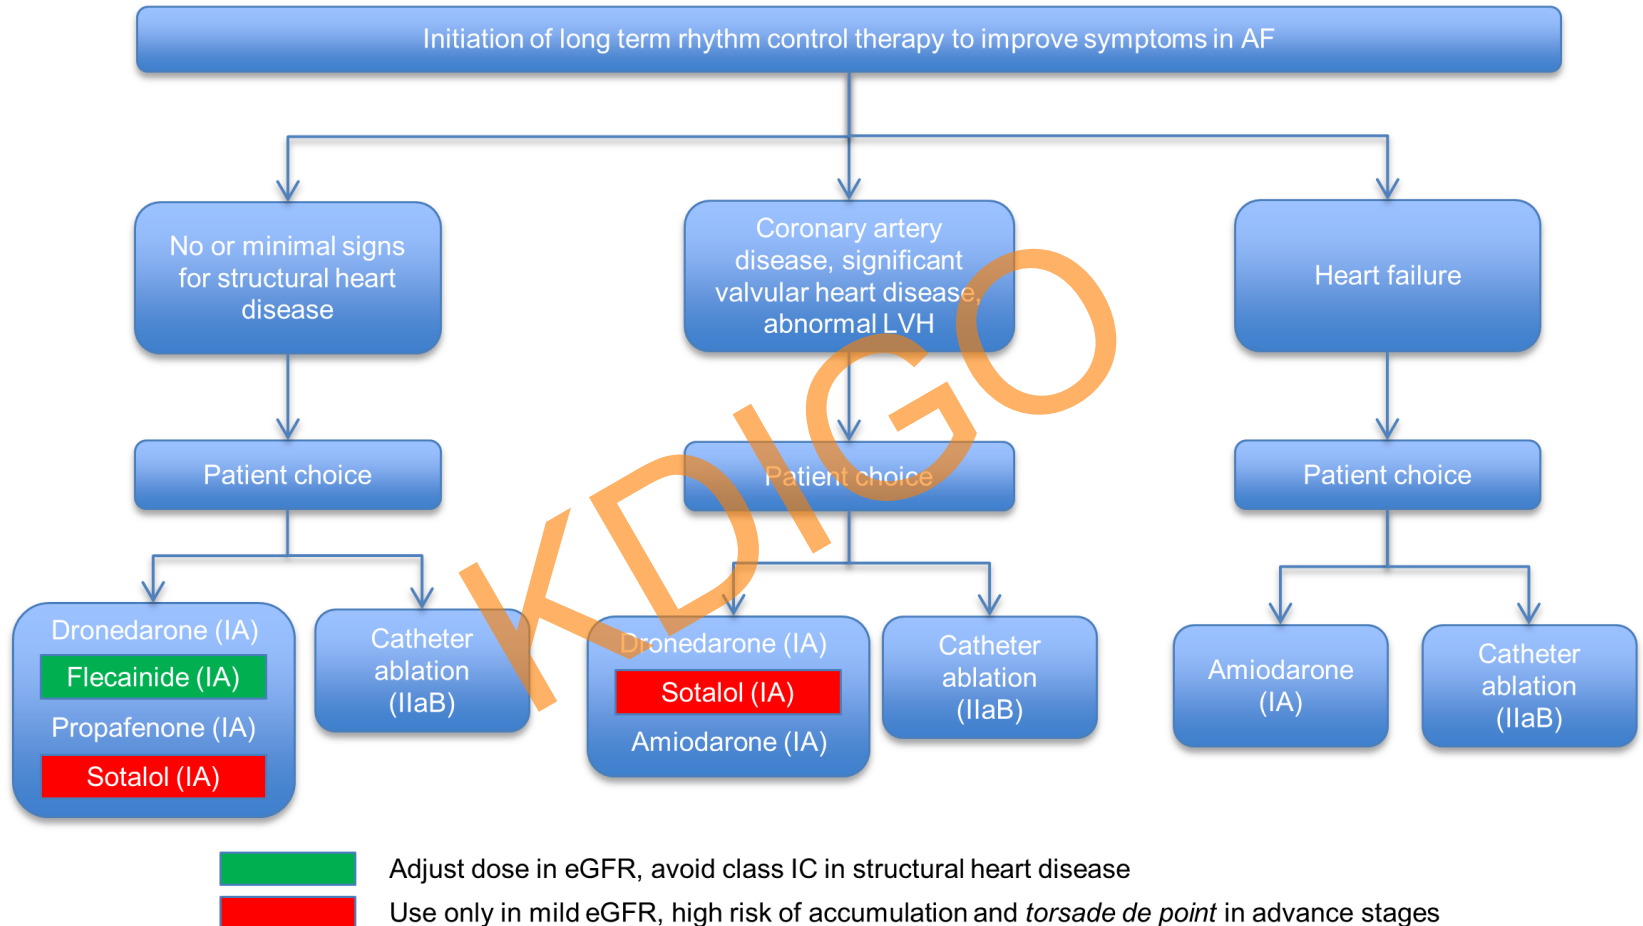 Initiation of long term rhythm control therapy to improve symptoms in AF
No or minimal signs
for structural heart
disease
Coronary artery
disease, significant
valvular heart disease,
abnormal LVH
Heart failure
Patient choice
Patient choice
Patient choice
Dronedarone (IA)
Flecainide (IA)
Propafenone (IA)
Sotalol (IA)
Catheter
ablation
(IIaB)
Dronedarone (IA)
Sotalol (IA)
Amiodarone (IA)
Catheter
ablation
(IIaB)
Amiodarone
(IA)
Catheter
ablation
(IIaB)
KDIGO
Adjust dose in eGFR, avoid class IC in structural heart disease
Use only in mild eGFR, high risk of accumulation and torsade de point in advance stages